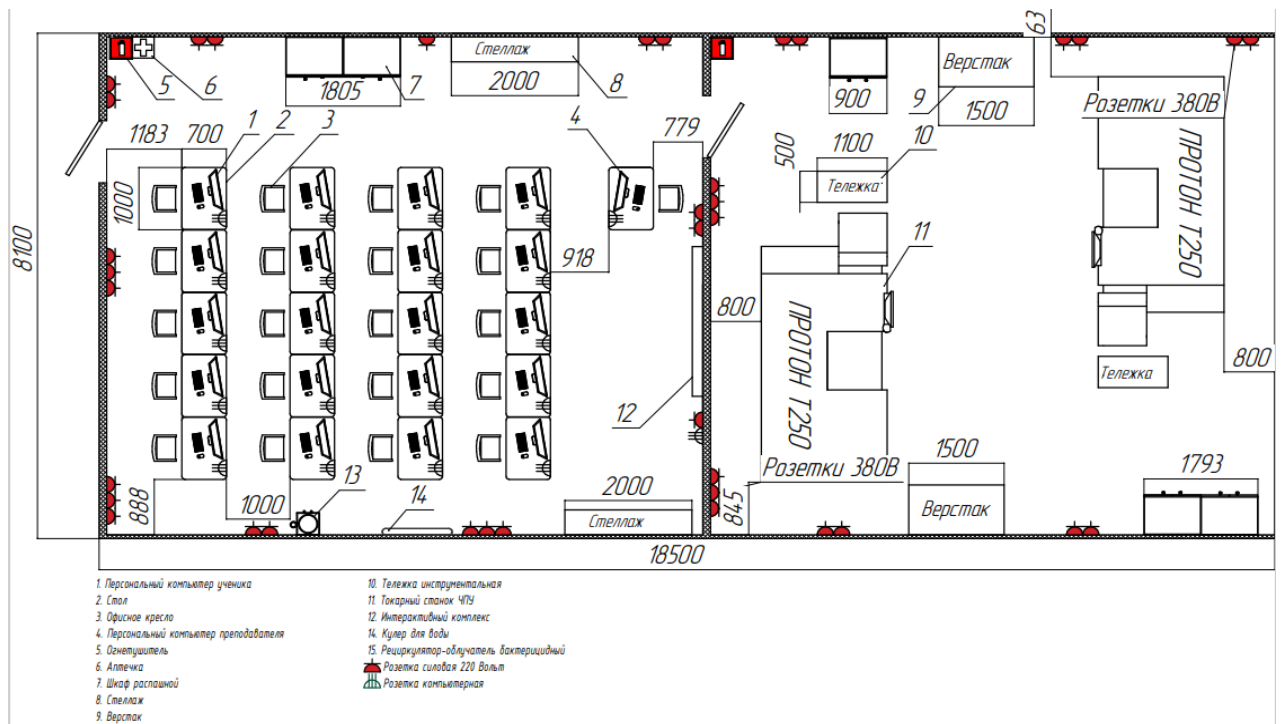 63
5
6
1805
7
Стеллаж
2000
8
900
Верстак
9
1500
Розетки 380В
1183
700
1
2
3
4
779
500
1100
10
Тележка
ПРОТОН Т250
8100
1000
918
11
800
ПРОТОН Т250
800
Тележка
12
Розетки 380В
1500
1793
888
1000
13
14
2000
Стеллаж
845
Верстак
18500
1. Персональный компьютер ученика
2. Стол
3. Офисное кресло
4. Персональный компьютер преподавателя
5. Огнетушитель
6. Аптечка
7. Шкаф распашной
8. Стеллаж
9. Верстак
10. Тележка инструментальная
11. Токарный станок ЧПУ
12. Интерактивный комплекс
14. Кулер для воды
15. Рециркулятор-облучатель бактерицидный
Розетка силовая 220 Вольт
Розетка компьютерная